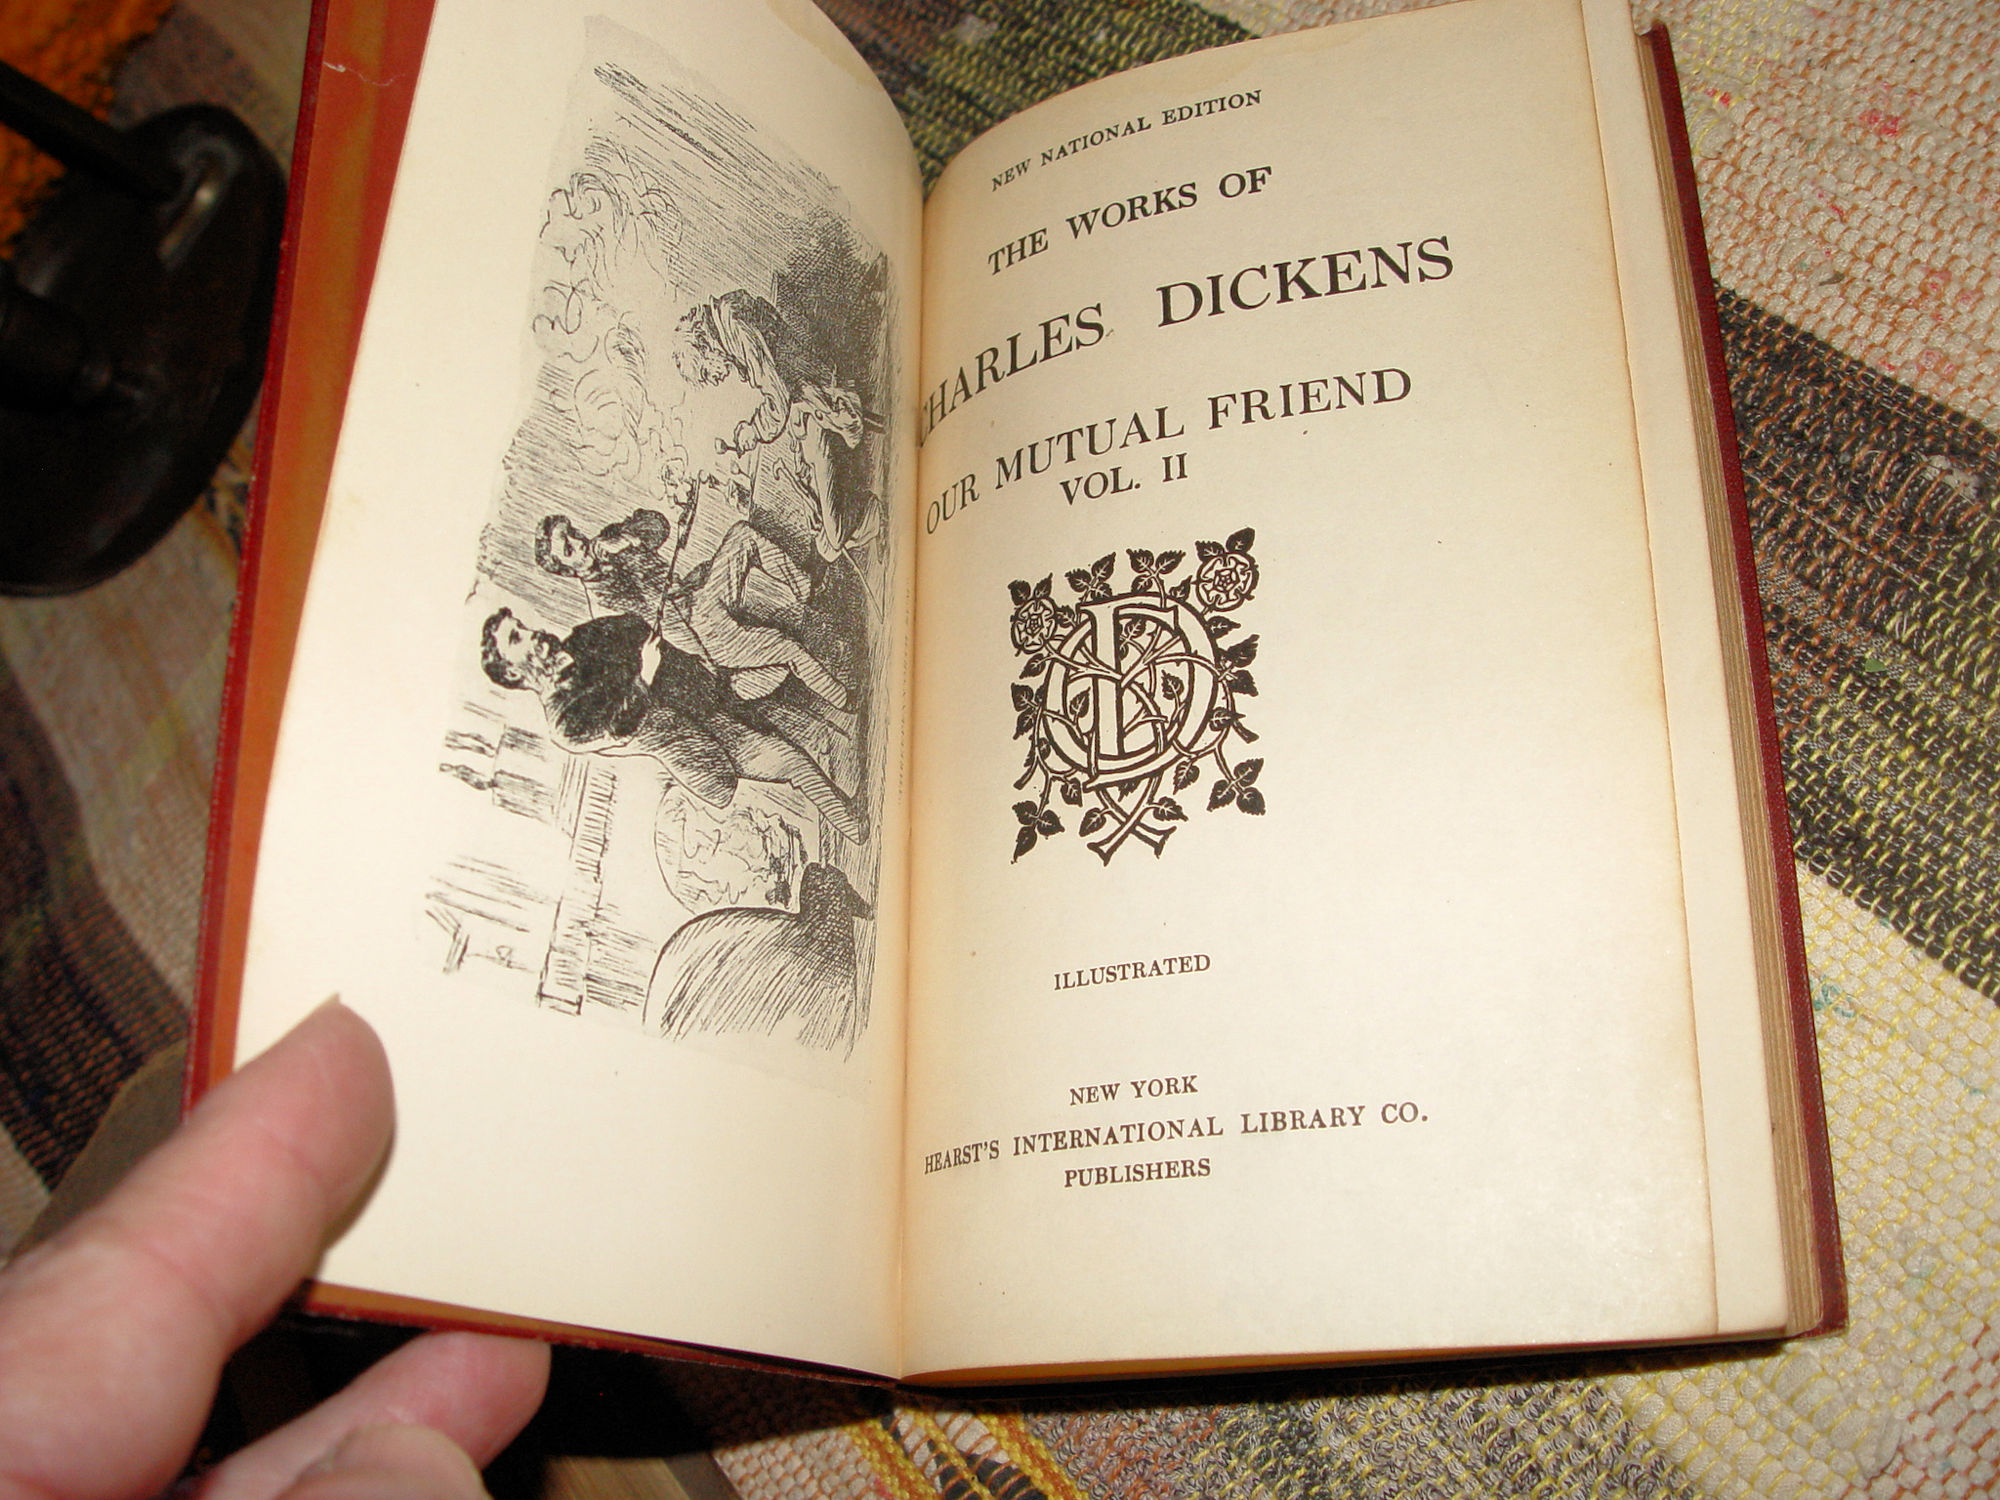 NEW NATIONAL EDITION
THE WORKS OF
CHARLES DICKENS
OUR MUTUAL FRIEND
VOL. II
ILLUSTRATED
NEW YORK
HEARST'S INTERNATIONAL LIBRARY CO.
PUBLISHERS